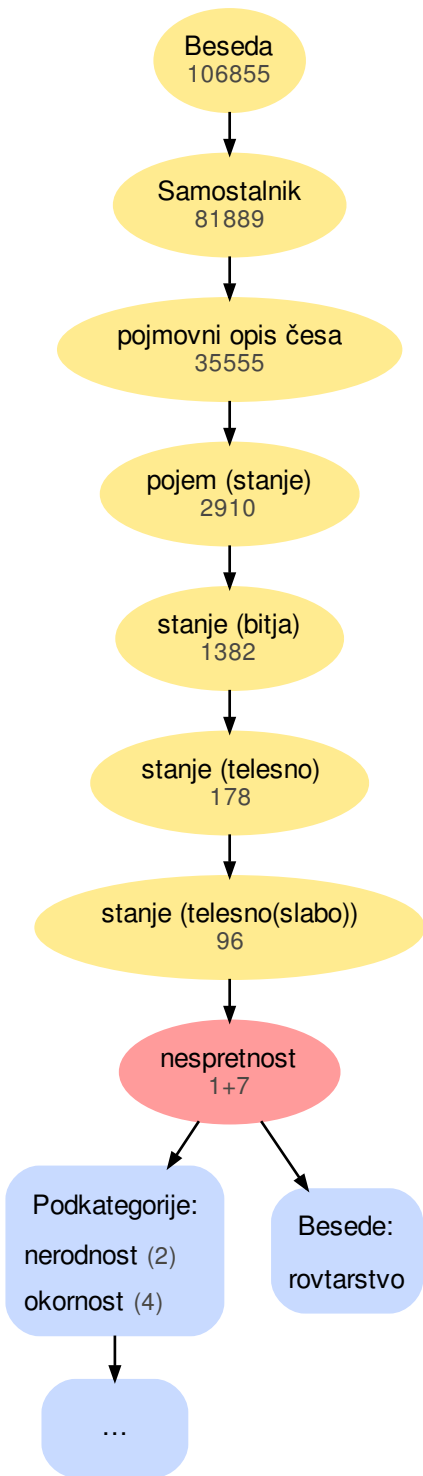 Beseda
106855
Samostalnik
81889
pojmovni opis česa
35555
pojem (stanje)
2910
stanje (bitja)
1382
stanje (telesno)
178
stanje (telesno(slabo))
96
nespretnost
1+7
Podkategorije:
nerodnost (2)
okornost (4)
Besede:
rovtarstvo
...